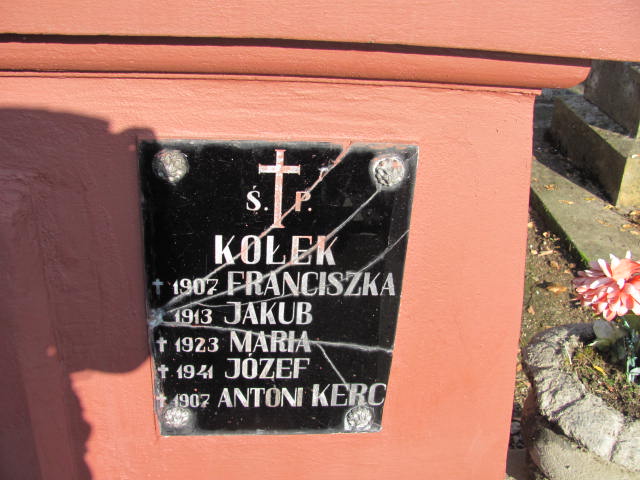 Ś. P.
KOŁEK
† 1907 FRANCISZKA
† 1913 JAKUB
† 1923 MARIA
† 1941 JÓZEF
† 1907 ANTONI KERC